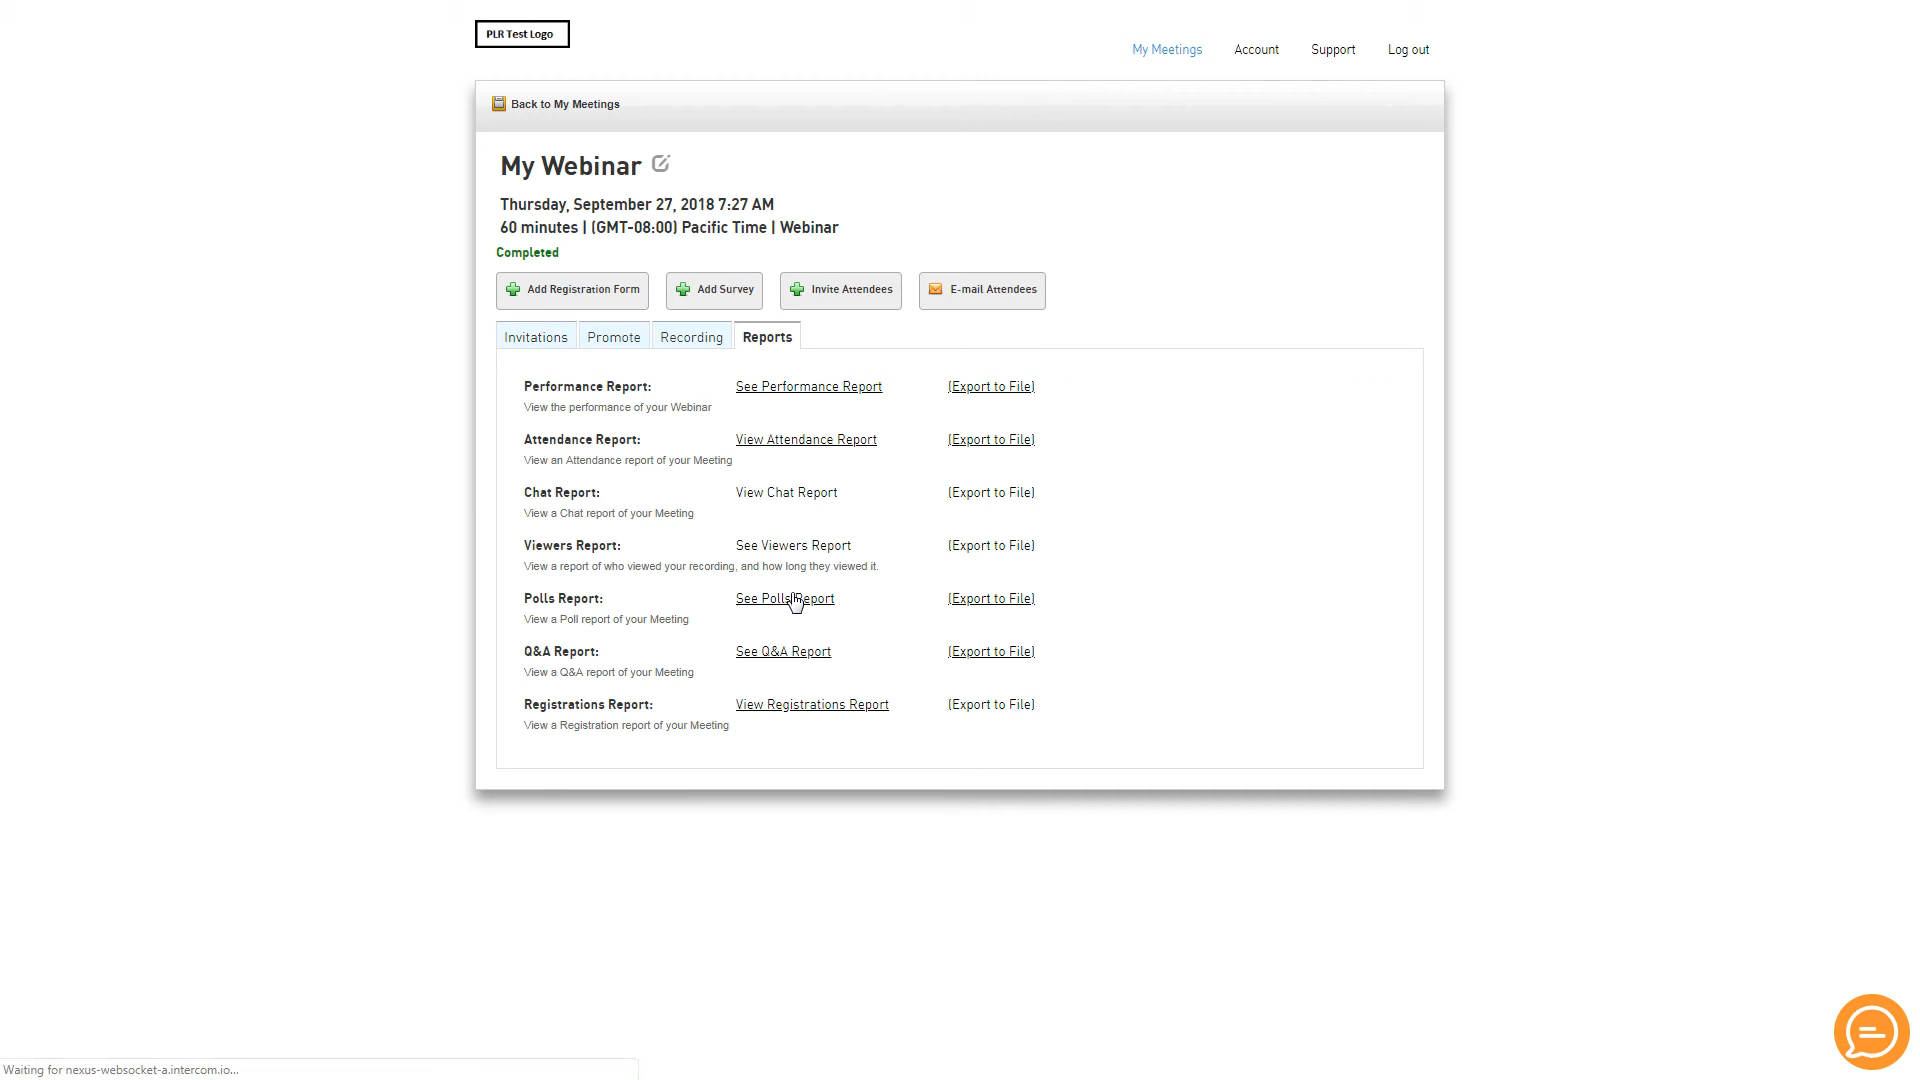 PLR Test Logo
My Meetings Account Support Log out
Back to My Meetings
My Webinar
Thursday, September 27, 2018 7:27 AM
60 minutes | (GMT-08:00) Pacific Time | Webinar
Completed
Add Registration Form Add Survey Invite Attendees E-mail Attendees
Invitations Promote Recording Reports
Performance Report: See Performance Report (Export to File)
View the performance of your Webinar
Attendance Report: View Attendance Report (Export to File)
View an Attendance report of your Meeting
Chat Report: View Chat Report (Export to File)
View a Chat report of your Meeting
Viewers Report: See Viewers Report (Export to File)
View a report of who viewed your recording, and how long they viewed it.
Polls Report: See Polls Report (Export to File)
View a Poll report of your Meeting
Q&A Report: See Q&A Report (Export to File)
View a Q&A report of your Meeting
Registrations Report: View Registrations Report (Export to File)
View a Registration report of your Meeting
Waiting for nexus-websocket-a.intercom.io...